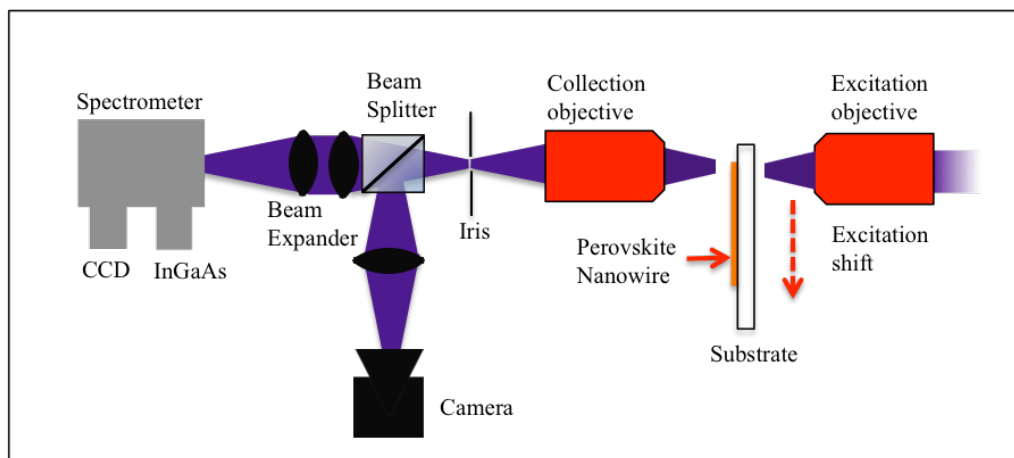 Spectrometer
Beam
Splitter
Collection
objective
Excitation
objective
Beam
Expander
Iris
CCD
InGaAs
Perovskite
Nanowire
Excitation
shift
Substrate
Camera